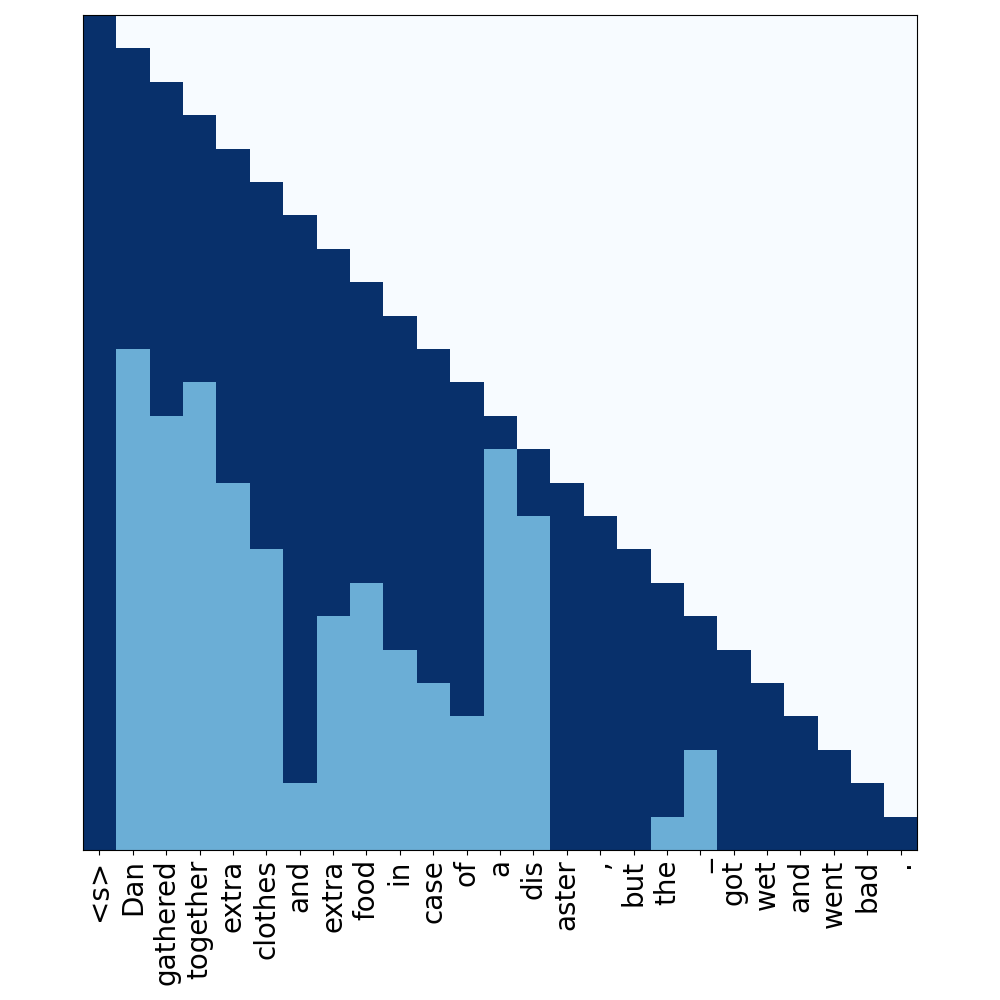 <s> Dan gathered together extra clothes and extra food in case of a dis aster , but the _ got wet and went bad .